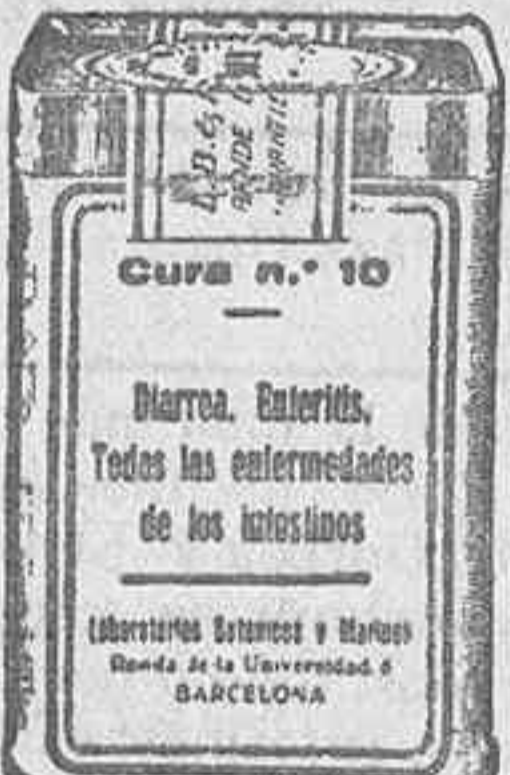 Cura n.º 10
Diarrea. Enteritis,
Todas las enfermedades
de los intestinos
Laboratorios Botánicos y Marinos
Ronda de la Universidad 6
BARCELONA